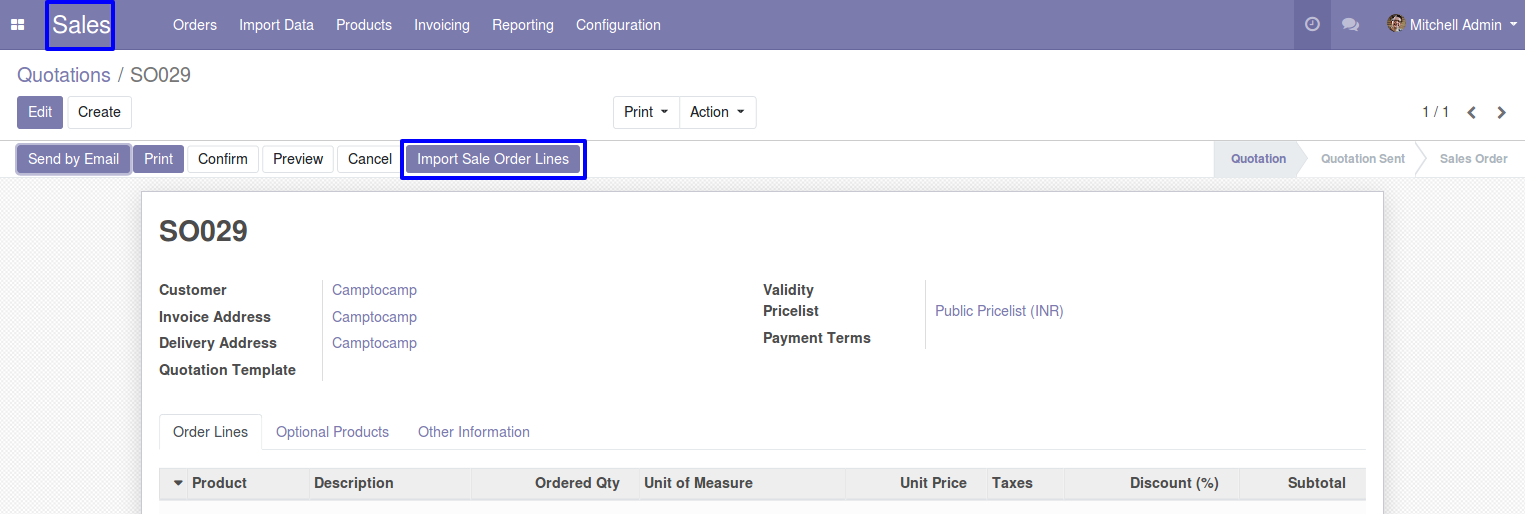 Sales Orders Import Data Products Invoicing Reporting Configuration Mitchell Admin
Quotations / SO029
Edit Create Print Action 1 / 1
Send by Email Print Confirm Preview Cancel Import Sale Order Lines Quotation Quotation Sent Sales Order
SO029
Customer Camptocamp Validity
Invoice Address Camptocamp Pricelist Public Pricelist (INR)
Delivery Address Camptocamp Payment Terms
Quotation Template
Order Lines Optional Products Other Information
Product Description Ordered Qty Unit of Measure Unit Price Taxes Discount (%) Subtotal